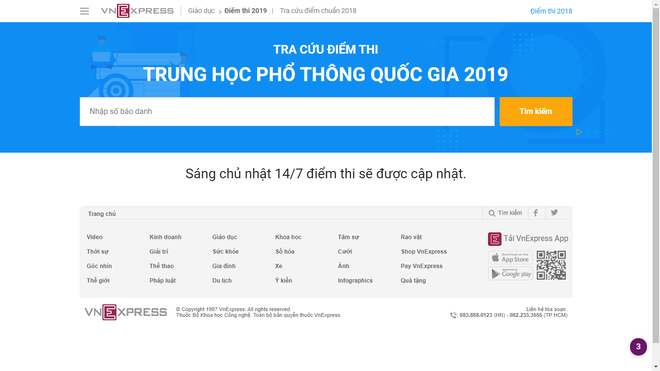 VNEXPRESS Giáo dục › Điểm thi 2019 | Tra cứu điểm chuẩn 2018 Điểm thi 2018
TRA CỨU ĐIỂM THI
TRUNG HỌC PHỔ THÔNG QUỐC GIA 2019
Nhập số báo danh Tìm kiếm
Sáng chủ nhật 14/7 điểm thi sẽ được cập nhật.
Trang chủ Tìm kiếm
Video Kinh doanh Giáo dục Khoa học Tâm sự Rao vặt Tải VnExpress App
Thời sự Giải trí Sức khỏe Số hóa Cười Shop VnExpress App Store
Góc nhìn Thể thao Gia đình Xe Ảnh Pay VnExpress Google play
Thế giới Pháp luật Du lịch Ý kiến Infographics Quà tặng
VNEXPRESS © Copyright 1997 VnExpress. All rights reserved. Liên hệ tòa soạn
Thuộc Bộ Khoa học Công nghệ. Toàn bộ bản quyền thuộc VnExpress 083.888.0123 (HN) - 082.233.3555 (TP HCM)
3